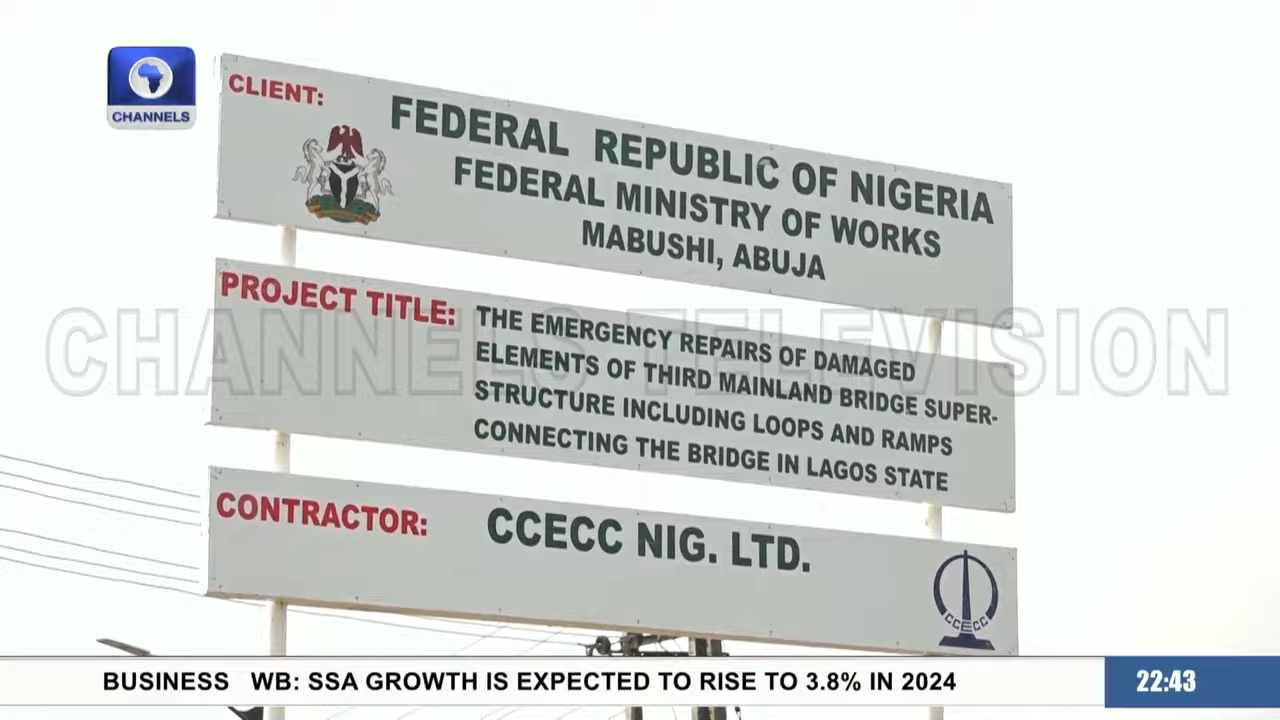 CHANNELS
CLIENT:
FEDERAL REPUBLIC OF NIGERIA
FEDERAL MINISTRY OF WORKS
MABUSHI, ABUJA
PROJECT TITLE:
THE EMERGENCY REPAIRS OF DAMAGED
ELEMENTS OF THIRD MAINLAND BRIDGE SUPER-
STRUCTURE INCLUDING LOOPS AND RAMPS
CONNECTING THE BRIDGE IN LAGOS STATE
CHANNELS TELEVISION
CONTRACTOR:
CCECC NIG. LTD.
CCECC
BUSINESS WB: SSA GROWTH IS EXPECTED TO RISE TO 3.8% IN 2024
22:43